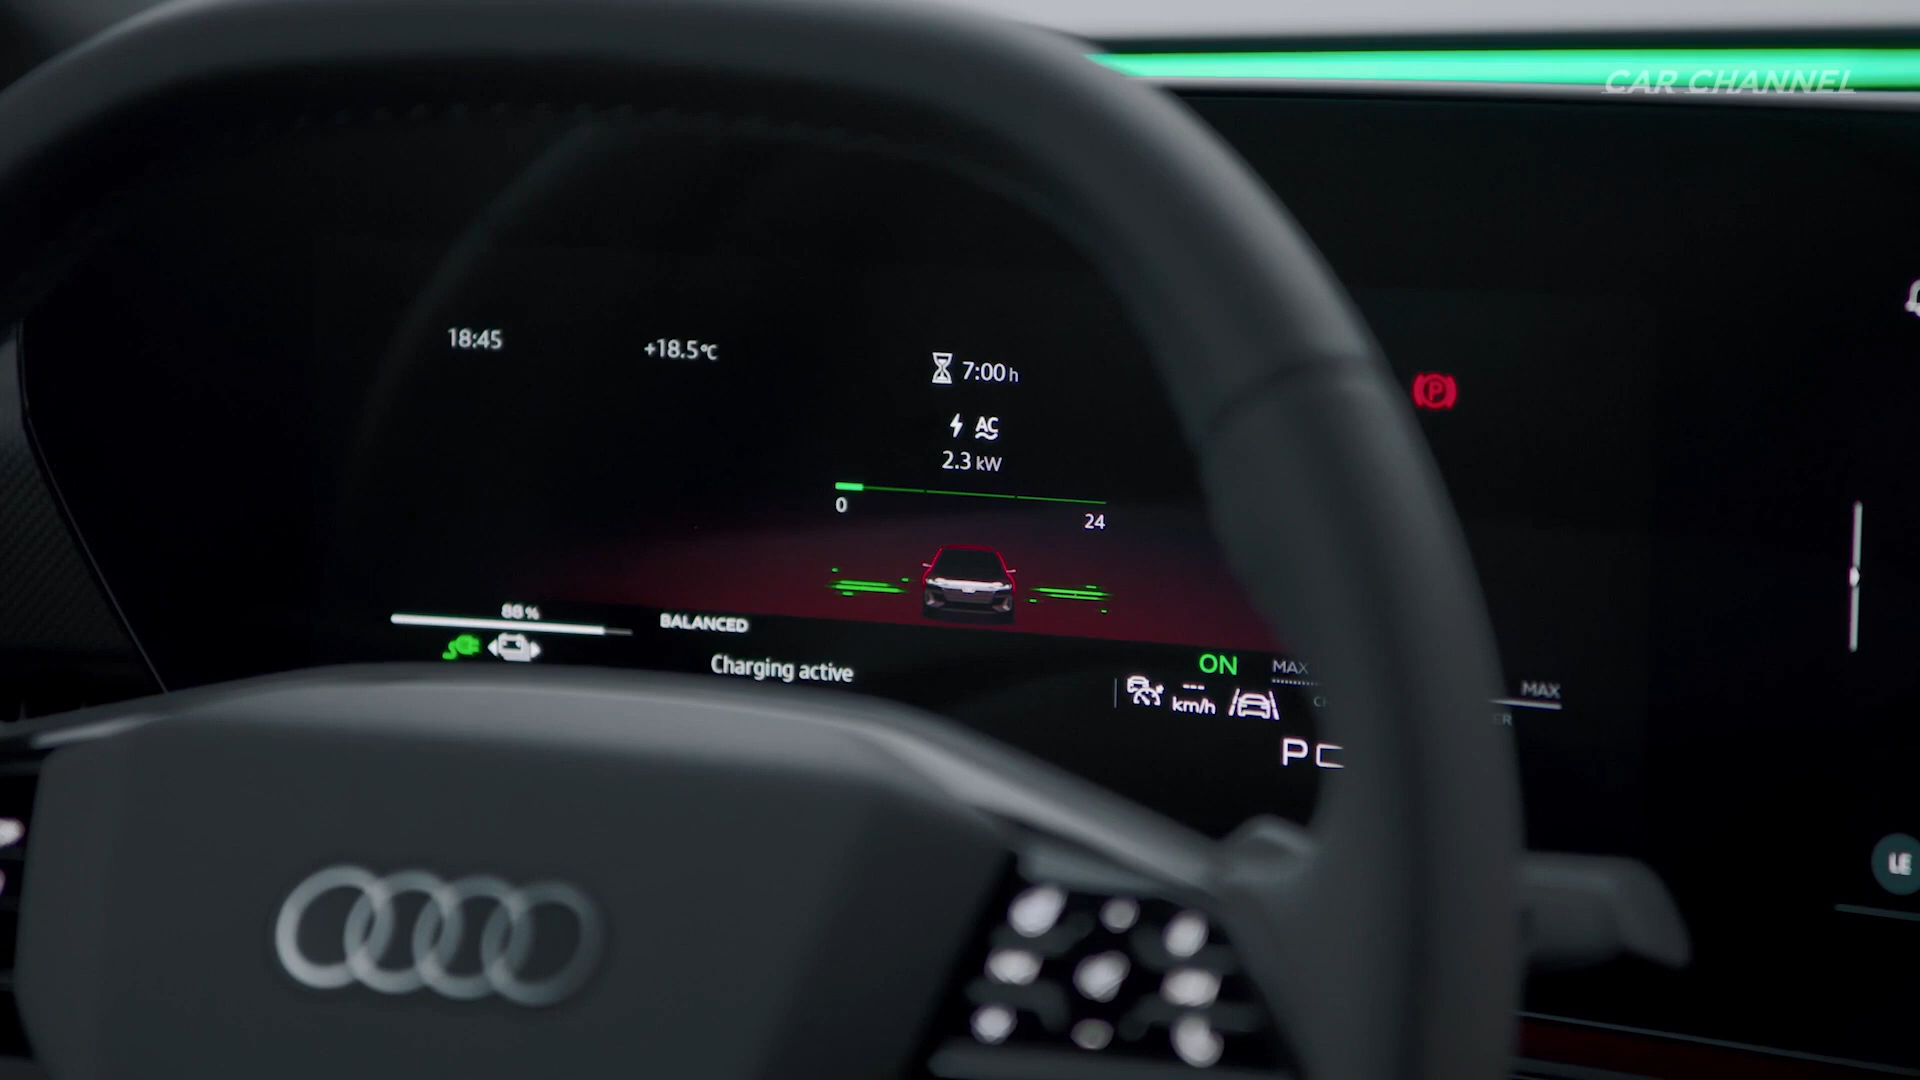 CAR CHANNEL
18:45
+18.5°C
7:00 h
AC
2.3 kW
0
24
88 %
BALANCED
Charging active
ON
MAX
MAX
---
km/h
P
LE